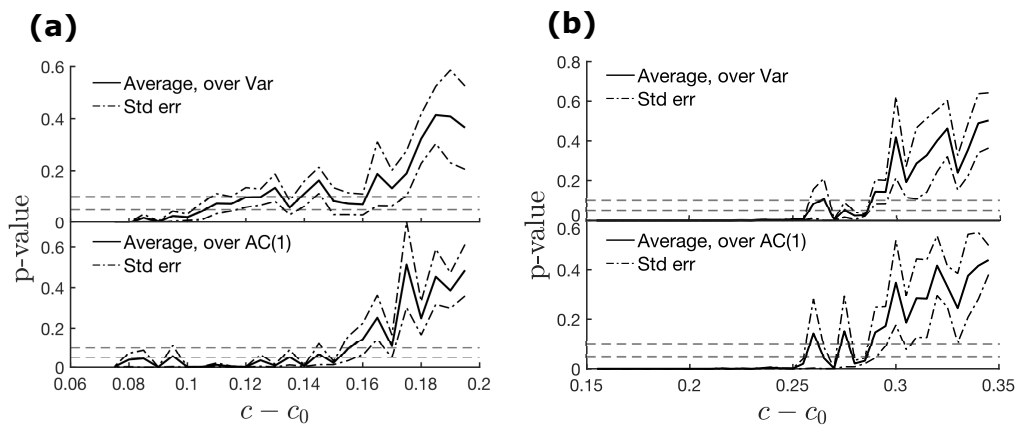 (a)
0.6
Average, over Var
Std err
0.4
0.2
0
p-value
Average, over AC(1)
0.6
Std err
0.4
0.2
0
0.06 0.08 0.1 0.12 0.14 0.16 0.18 0.2
c − c₀
(b)
0.8
Average, over Var
0.6
Std err
0.4
0.2
0
p-value
Average, over AC(1)
0.6
Std err
0.4
0.2
0
0.15 0.2 0.25 0.3 0.35
c − c₀